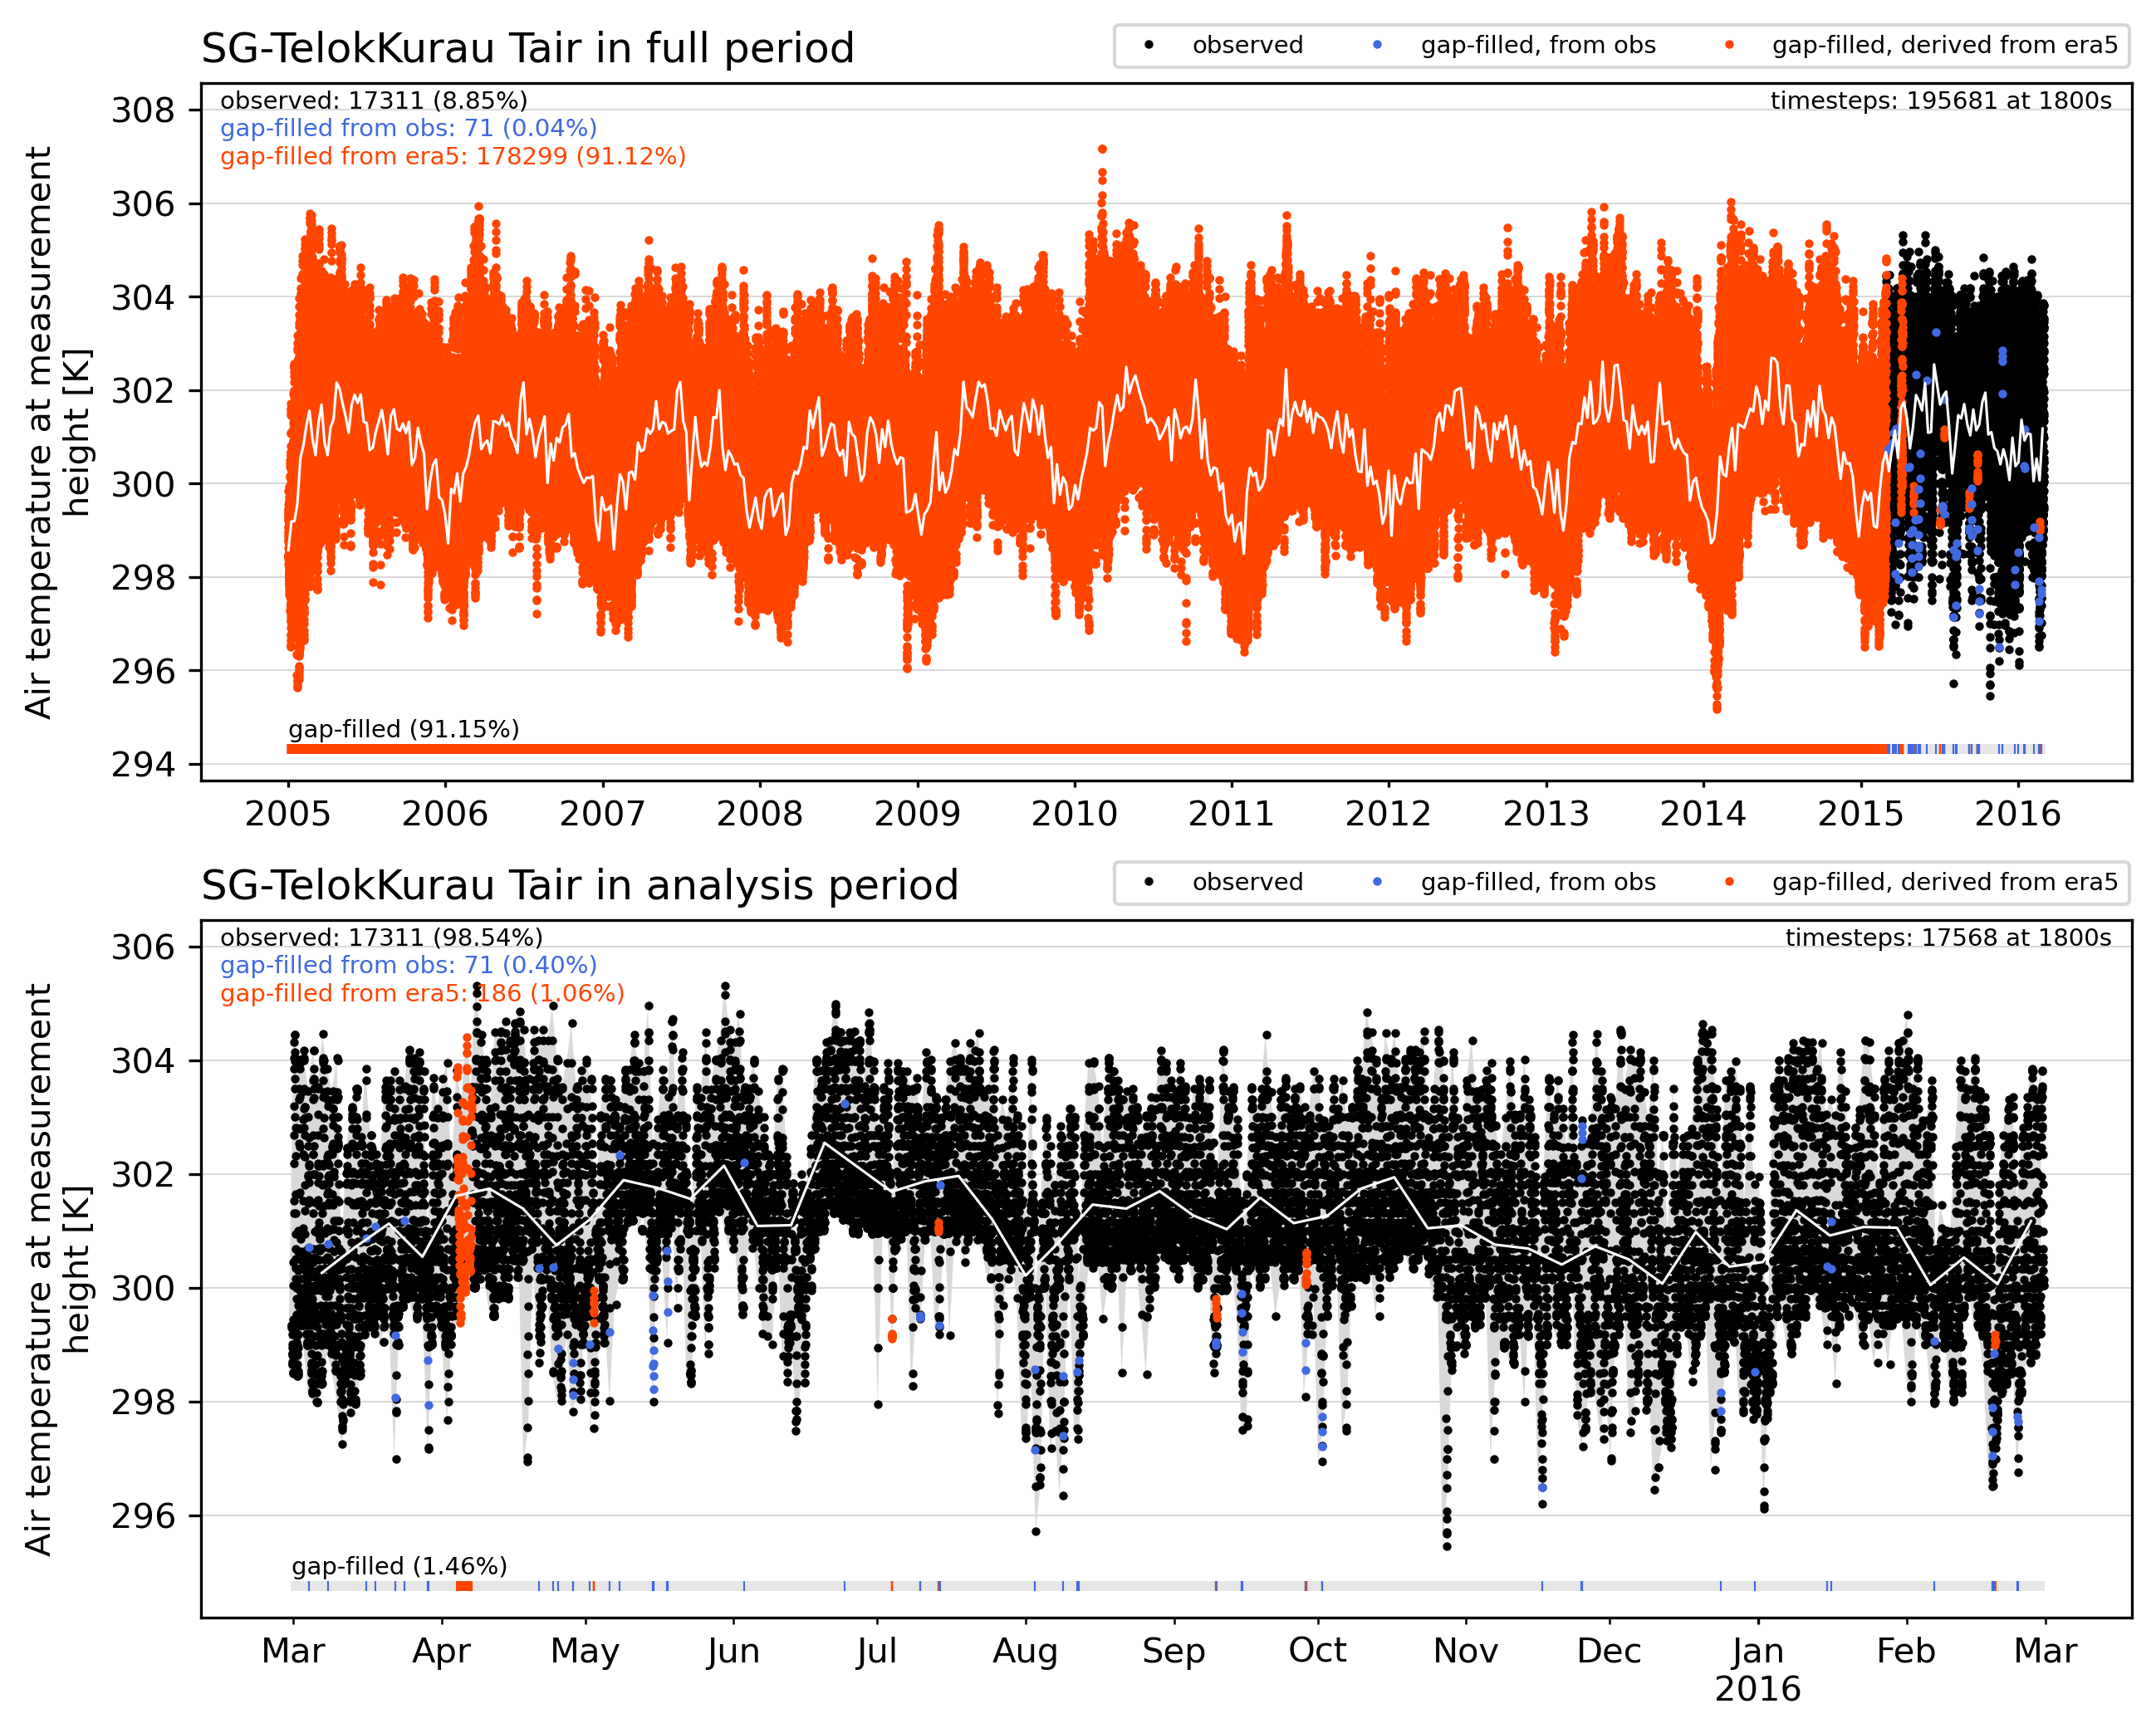 SG-TelokKurau Tair in full period
observed gap-filled, from obs gap-filled, derived from era5
observed: 17311 (8.85%)
timesteps: 195681 at 1800s
gap-filled from obs: 71 (0.04%)
gap-filled from era5: 178299 (91.12%)
Air temperature at measurement
height [K]
308
306
304
302
300
298
296
294
gap-filled (91.15%)
2005 2006 2007 2008 2009 2010 2011 2012 2013 2014 2015 2016
SG-TelokKurau Tair in analysis period
observed gap-filled, from obs gap-filled, derived from era5
observed: 17311 (98.54%)
timesteps: 17568 at 1800s
gap-filled from obs: 71 (0.40%)
gap-filled from era5: 186 (1.06%)
Air temperature at measurement
height [K]
306
304
302
300
298
296
gap-filled (1.46%)
Mar Apr May Jun Jul Aug Sep Oct Nov Dec Jan Feb Mar
2016